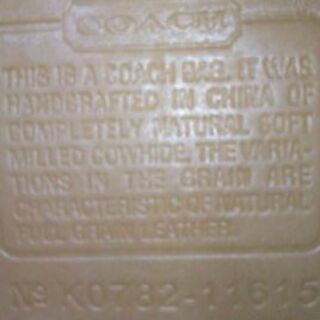 COACH
THIS IS A COACH BAG. IT WAS
HANDCRAFTED IN CHINA OF
COMPLETELY NATURAL SOFT
MILLED COWHIDE. THE VARIA-
TIONS IN THE GRAIN ARE
CHARACTERISTIC OF NATURAL
FULL GRAIN LEATHER.
Nº K0732-11615